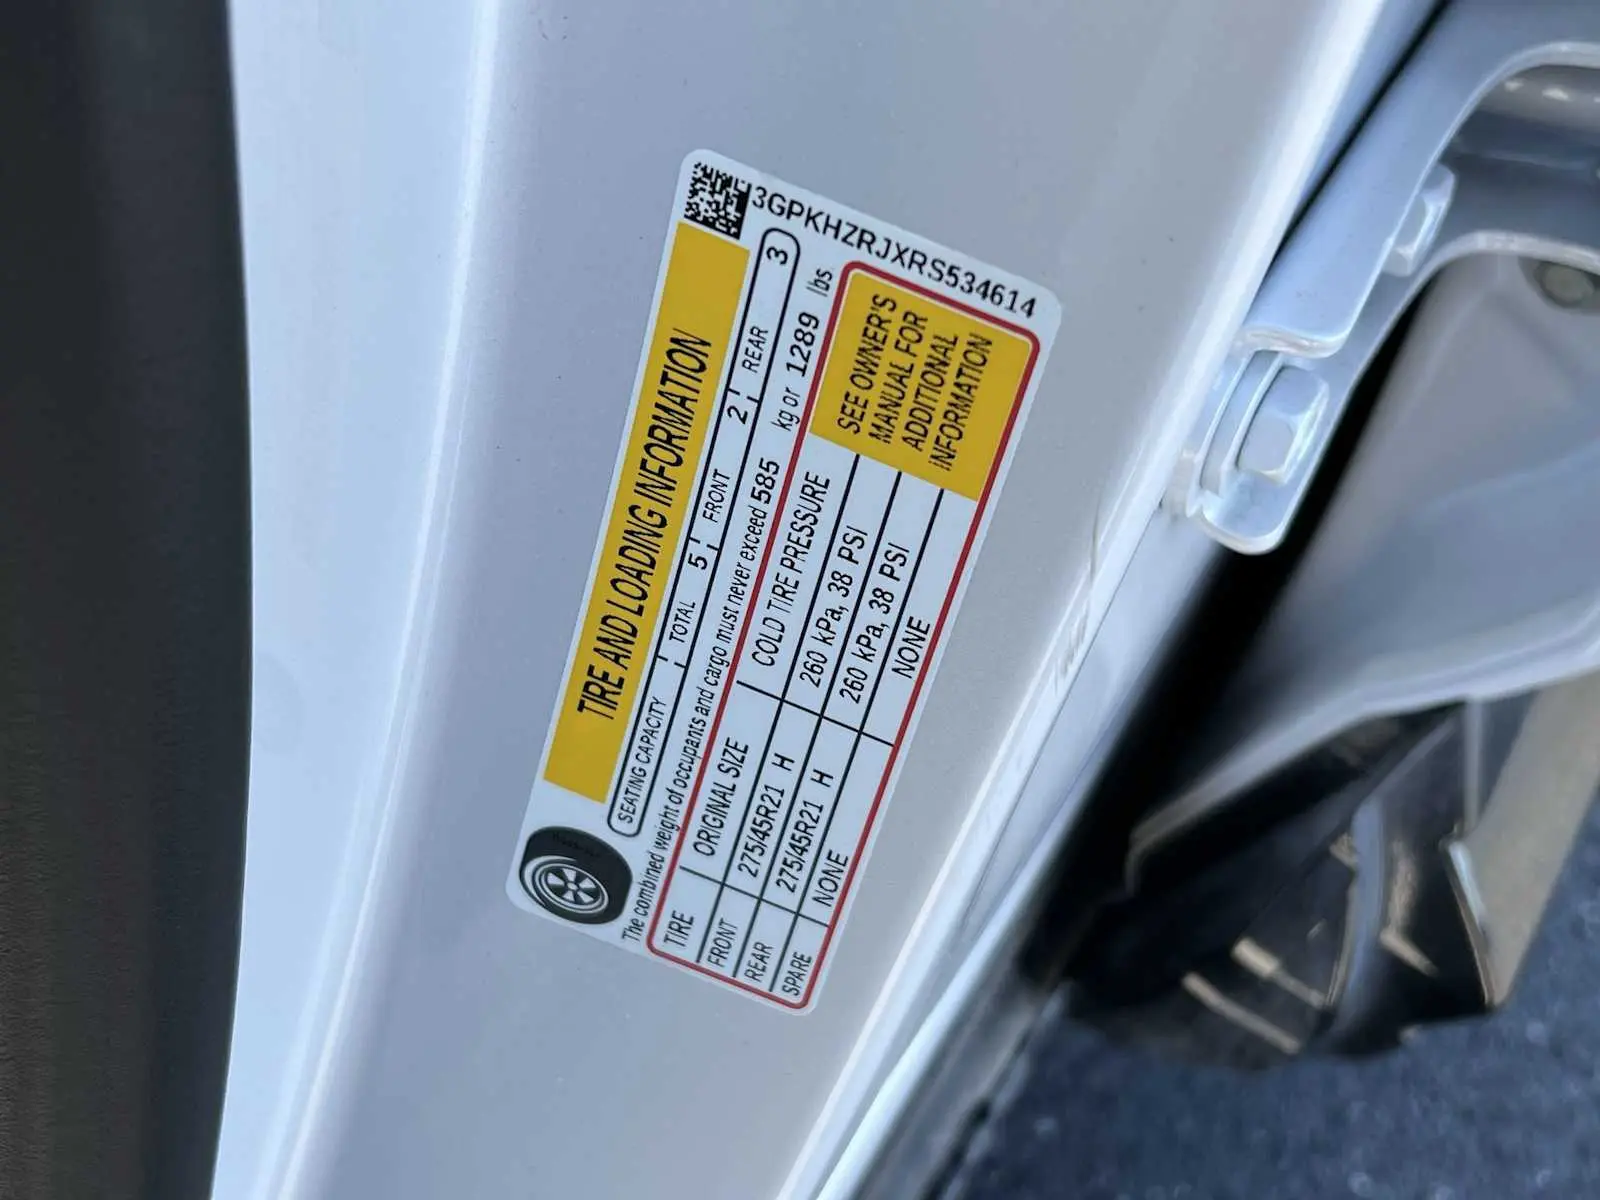 3GPKHZRJXRS534614
TIRE AND LOADING INFORMATION
SEATING CAPACITY TOTAL 5 FRONT 2 REAR 3
The combined weight of occupants and cargo must never exceed 585 kg or 1289 lbs
TIRE ORIGINAL SIZE COLD TIRE PRESSURE
FRONT 275/45R21 H 260 kPa, 38 PSI
REAR 275/45R21 H 260 kPa, 38 PSI
SPARE NONE NONE
SEE OWNER'S
MANUAL FOR
ADDITIONAL
INFORMATION